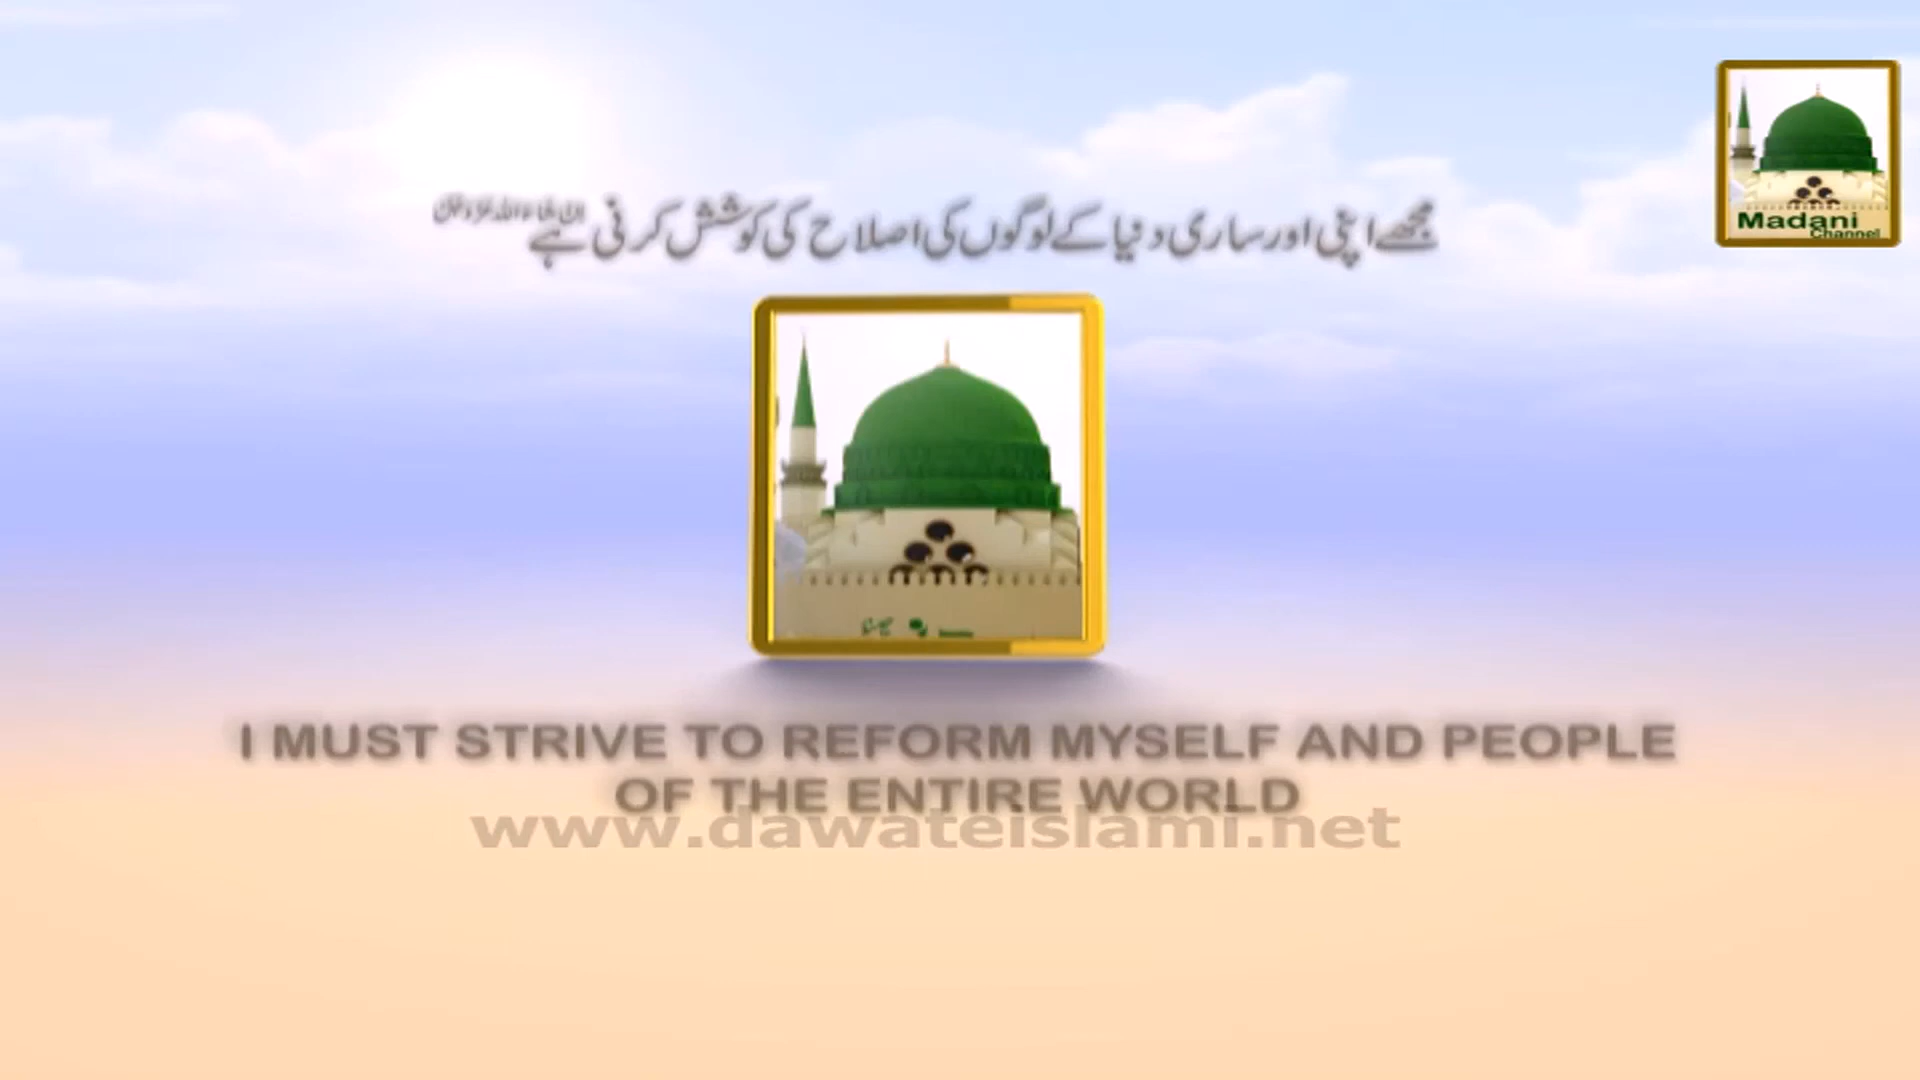 مجھے اپنی اور ساری دنیا کے لوگوں کی اصلاح کی کوشش کرنی ہے
Madani
Channel
I MUST STRIVE TO REFORM MYSELF AND PEOPLE
OF THE ENTIRE WORLD
www.dawateislami.net